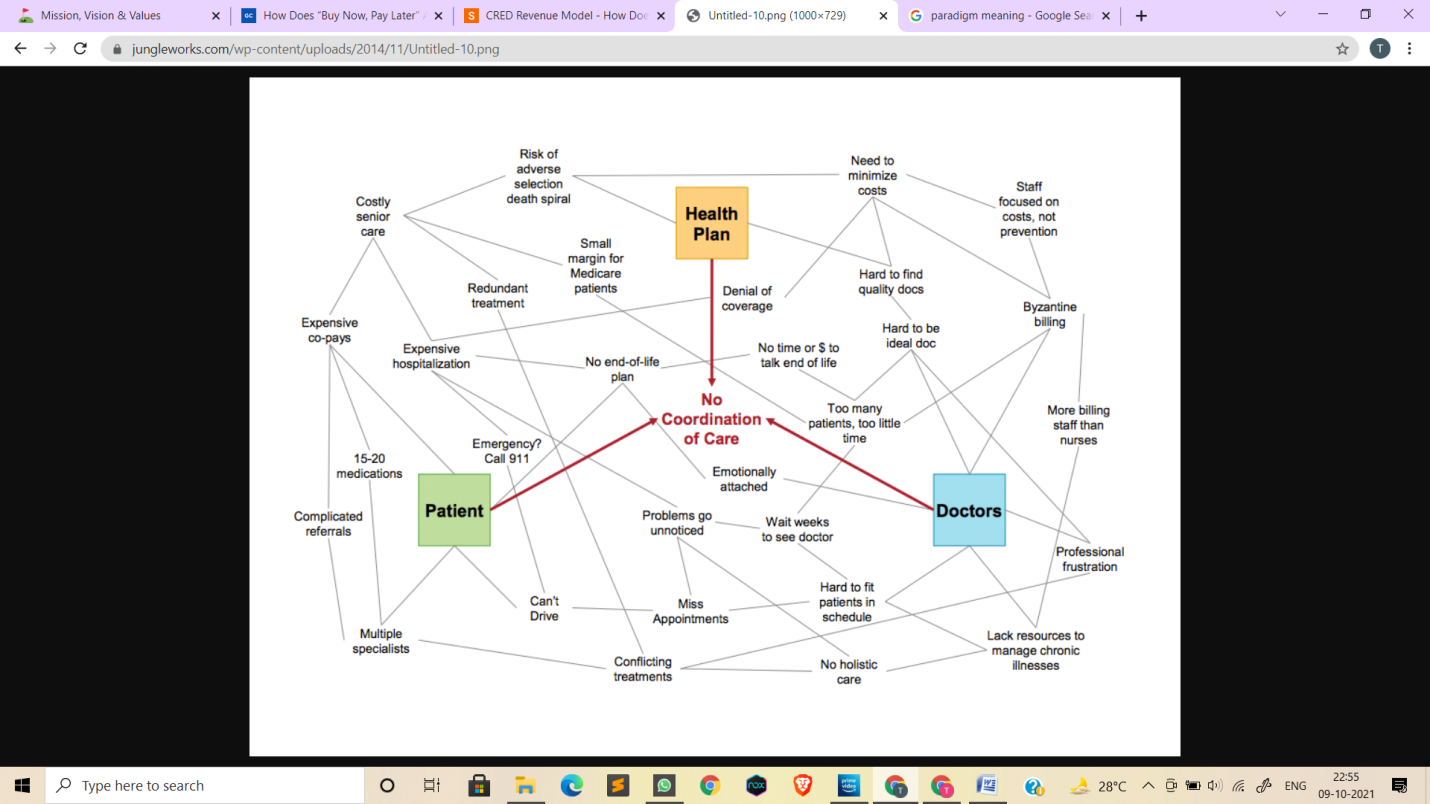 Mission, Vision & Values
How Does “Buy Now, Pay Later”
CRED Revenue Model - How Doe
Untitled-10.png (1000×729)
paradigm meaning - Google Sea
jungleworks.com/wp-content/uploads/2014/11/Untitled-10.png
T
Risk of
adverse
selection
death spiral
Need to
minimize
costs
Staff
focused on
costs, not
prevention
Costly
senior
care
Health
Plan
Small
margin for
Medicare
patients
Redundant
treatment
Denial of
coverage
Hard to find
quality docs
Byzantine
billing
Expensive
co-pays
Hard to be
ideal doc
Expensive
hospitalization
No end-of-life
plan
No time or $ to
talk end of life
No
Coordination
of Care
Too many
patients, too little
time
More billing
staff than
nurses
Emergency?
Call 911
15-20
medications
Emotionally
attached
Patient
Doctors
Complicated
referrals
Problems go
unnoticed
Wait weeks
to see doctor
Professional
frustration
Can't
Drive
Miss
Appointments
Hard to fit
patients in
schedule
Multiple
specialists
Conflicting
treatments
No holistic
care
Lack resources to
manage chronic
illnesses
Type here to search
28°C
ENG
22:55
09-10-2021